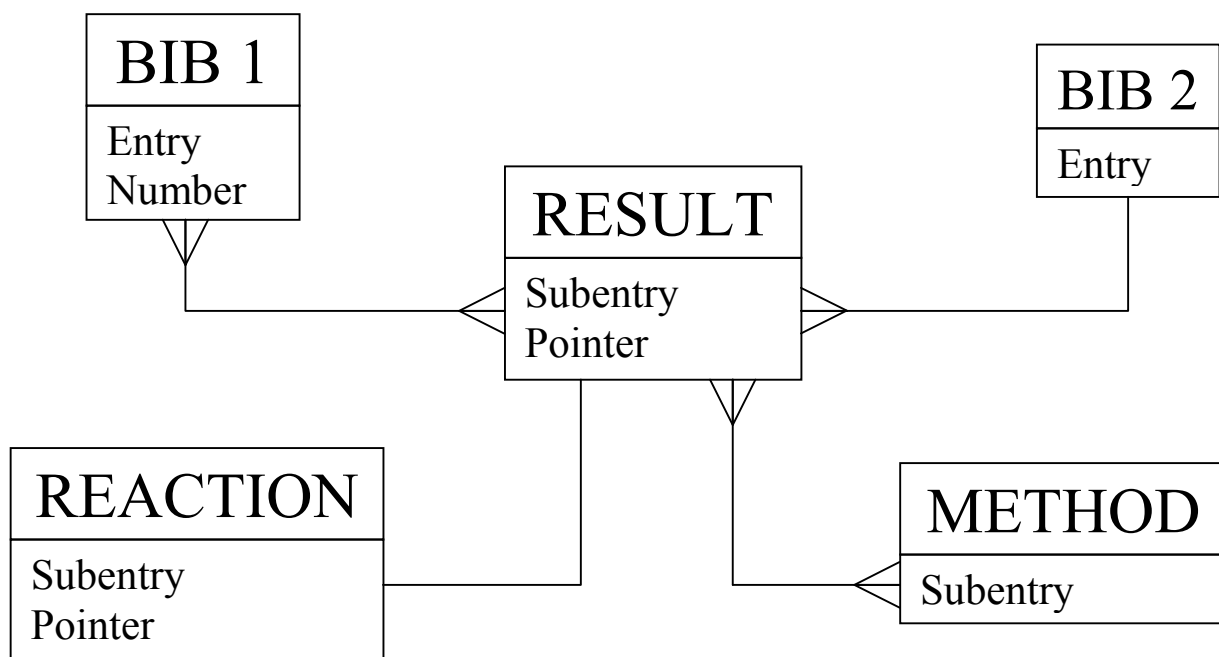 BIB 1
Entry
Number
BIB 2
Entry
RESULT
Subentry
Pointer
REACTION
Subentry
Pointer
METHOD
Subentry